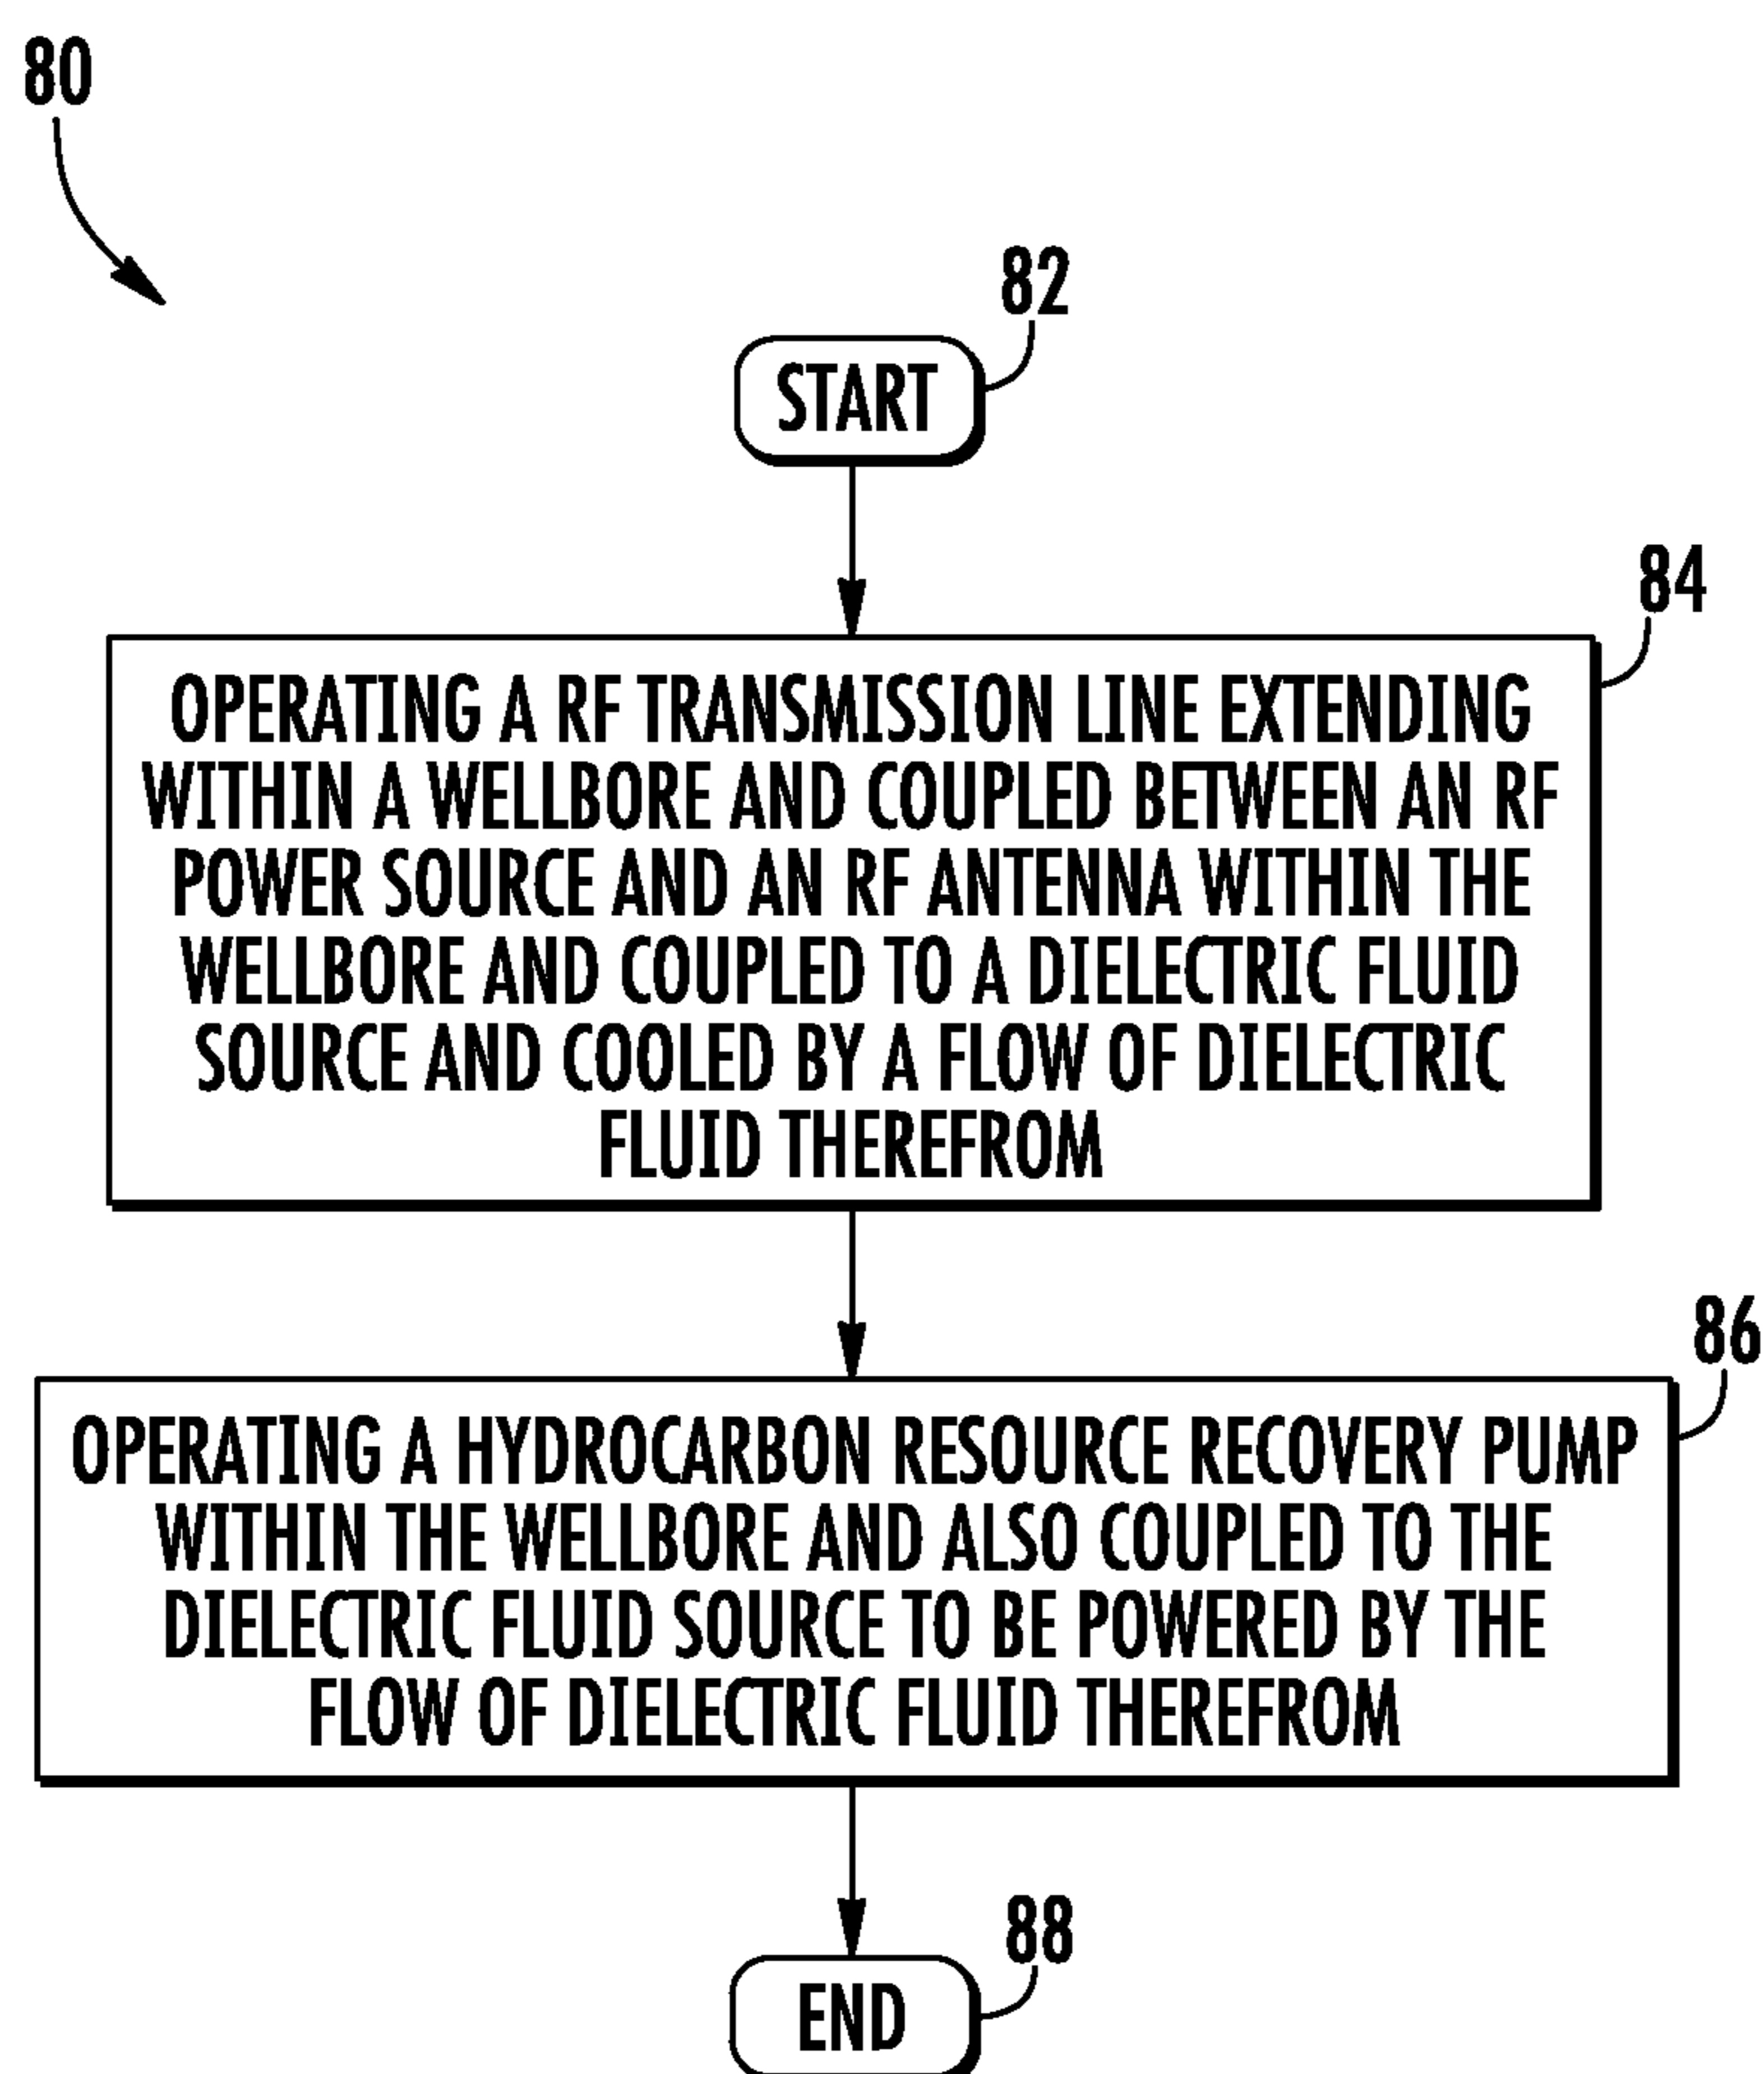 80
82
START
84
OPERATING A RF TRANSMISSION LINE EXTENDING
WITHIN A WELLBORE AND COUPLED BETWEEN AN RF
POWER SOURCE AND AN RF ANTENNA WITHIN THE
WELLBORE AND COUPLED TO A DIELECTRIC FLUID
SOURCE AND COOLED BY A FLOW OF DIELECTRIC
FLUID THEREFROM
86
OPERATING A HYDROCARBON RESOURCE RECOVERY PUMP
WITHIN THE WELLBORE AND ALSO COUPLED TO THE
DIELECTRIC FLUID SOURCE TO BE POWERED BY THE
FLOW OF DIELECTRIC FLUID THEREFROM
88
END